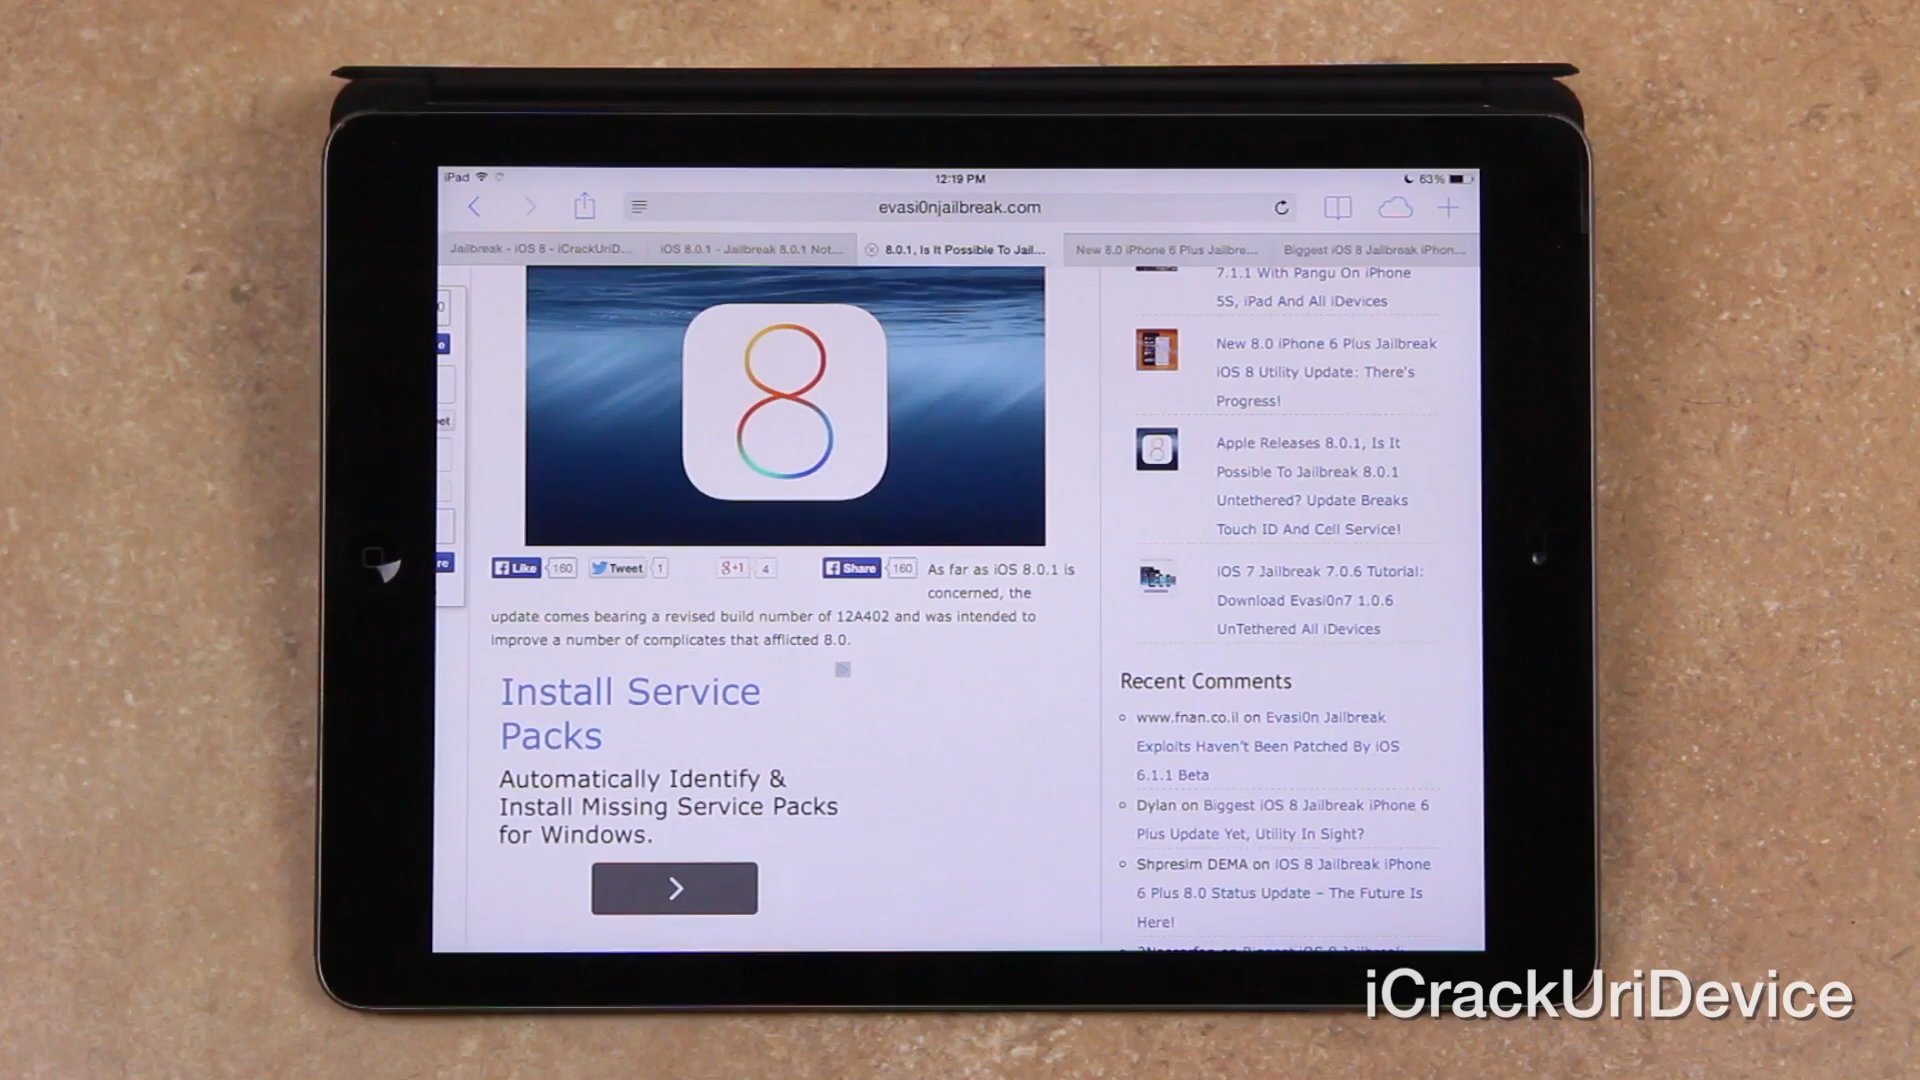 iPad
12:19 PM
63%
evasi0njailbreak.com
Jailbreak - iOS 8 - iCrackUriD...
iOS 8.0.1 - Jailbreak 8.0.1 Not...
8.0.1, Is It Possible To Jail...
New 8.0 iPhone 6 Plus Jailbre...
Biggest iOS 8 Jailbreak iPhon...
8
Like 160
Tweet 1
g+1 4
Share 160
As far as iOS 8.0.1 is
concerned, the
update comes bearing a revised build number of 12A402 and was intended to
improve a number of complicates that afflicted 8.0.
Install Service
Packs
Automatically Identify &
Install Missing Service Packs
for Windows.
7.1.1 With Pangu On iPhone
5S, iPad And All iDevices
New 8.0 iPhone 6 Plus Jailbreak
iOS 8 Utility Update: There's
Progress!
Apple Releases 8.0.1, Is It
Possible To Jailbreak 8.0.1
Untethered? Update Breaks
Touch ID And Cell Service!
iOS 7 Jailbreak 7.0.6 Tutorial:
Download Evasi0n7 1.0.6
UnTethered All iDevices
Recent Comments
www.fnan.co.il on Evasi0n Jailbreak
Exploits Haven't Been Patched By iOS
6.1.1 Beta
Dylan on Biggest iOS 8 Jailbreak iPhone 6
Plus Update Yet, Utility In Sight?
Shpresim DEMA on iOS 8 Jailbreak iPhone
6 Plus 8.0 Status Update – The Future Is
Here!
iCrackUriDevice